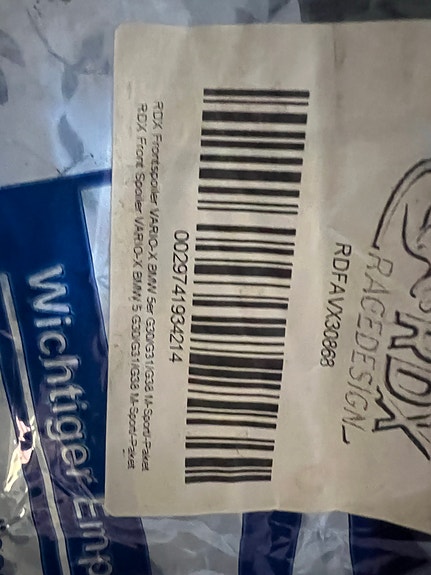 RDX
RACEDESIGN
RDFAVX30868
0029741934214
RDX Frontspoiler VARIO-X BMW 5er G30/G31/G38 M-Sport-Paket
RDX Front Spoiler VARIO-X BMW 5 G30/G31/G38 M-Sport-Paket
Wichtiger Emp